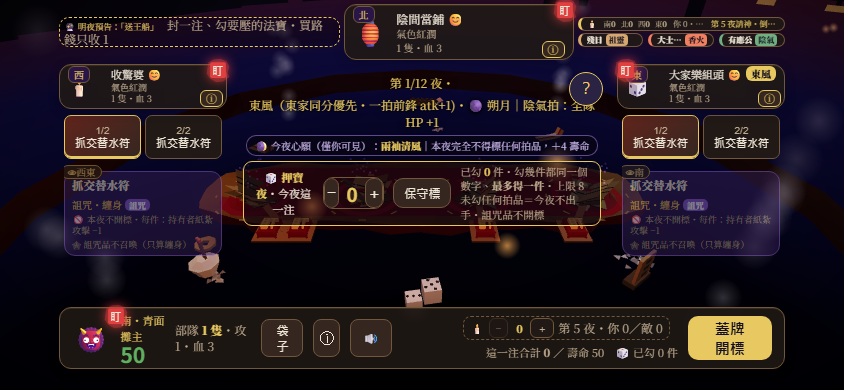 明夜預告：「送王船」　封一注、勾要壓的法寶，買路
錢只收 1
北
陰間當鋪
氣色紅潤
1 隻・血 3
盯
南0 北0 西0 東0 你 0・…　第 5 夜請神・倒…
殘日 祖靈
大士… 香火
有應公 陰氣
西
收驚婆
氣色紅潤
1 隻・血 3
盯
第 1/12 夜・
東風（東家同分優先・一拍前鋒 atk+1)・ 朔月｜陰氣拍：全隊
HP +1
?
大家樂組頭
東風
氣色紅潤
1 隻・血 3
盯
1/2
抓交替水符
2/2
抓交替水符
今夜心願（僅你可見）：兩袖清風｜本夜完全不得標任何拍品，+4 壽命
1/2
抓交替水符
2/2
抓交替水符
西東
抓交替水符
詛咒・纏身 詛咒
本夜不開標・每件：持有者紙紮
攻擊 −1
詛咒品不召喚（只算纏身）
押寶
夜・今夜這
一注
−
0
+
保守標
已勾 0 件・勾幾件都同一個
數字、最多得一件・上限 8
未勾任何拍品＝今夜不出
手・詛咒品不開標
南
抓交替水符
詛咒・纏身 詛咒
本夜不開標・每件：持有者紙紮
攻擊 −1
詛咒品不召喚（只算纏身）
盯
南・青面
攤主
50
部隊 1 隻・攻
1・血 3
袋
子
− 0 + 第 5 夜・你 0／敵 0
這一注合計 0 ／ 壽命 50　已勾 0 件
蓋牌
開標